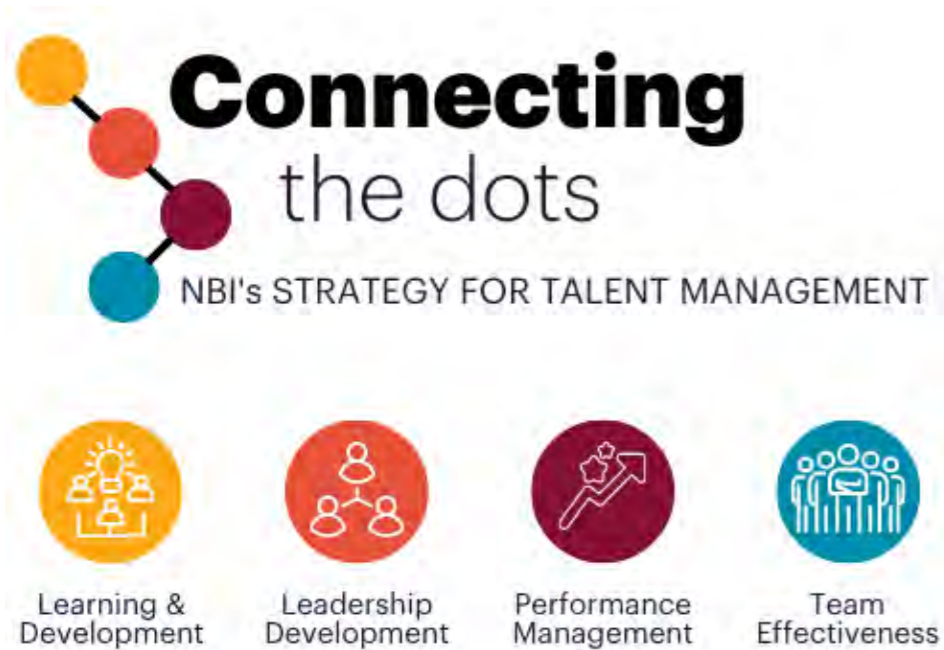 Connecting
the dots
NBI's STRATEGY FOR TALENT MANAGEMENT
Learning &
Development
Leadership
Development
Performance
Management
Team
Effectiveness